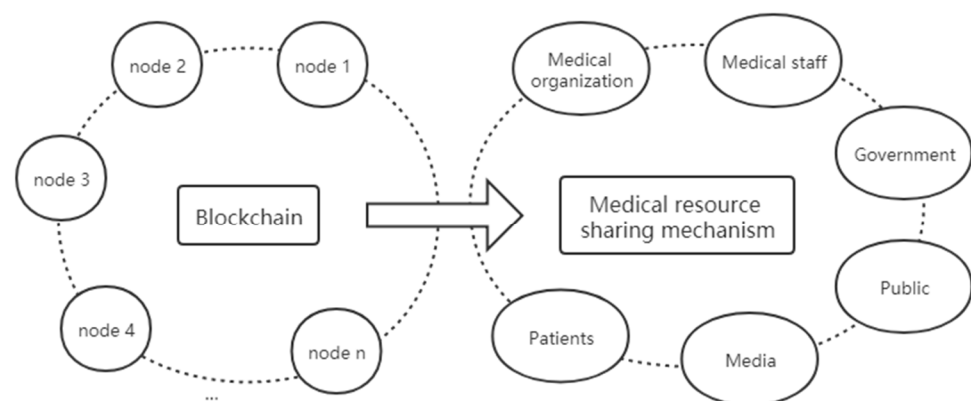 node 2
node 1
node 3
Blockchain
node 4
node n
...
Medical
organization
Medical staff
Government
Medical resource
sharing mechanism
Public
Patients
Media